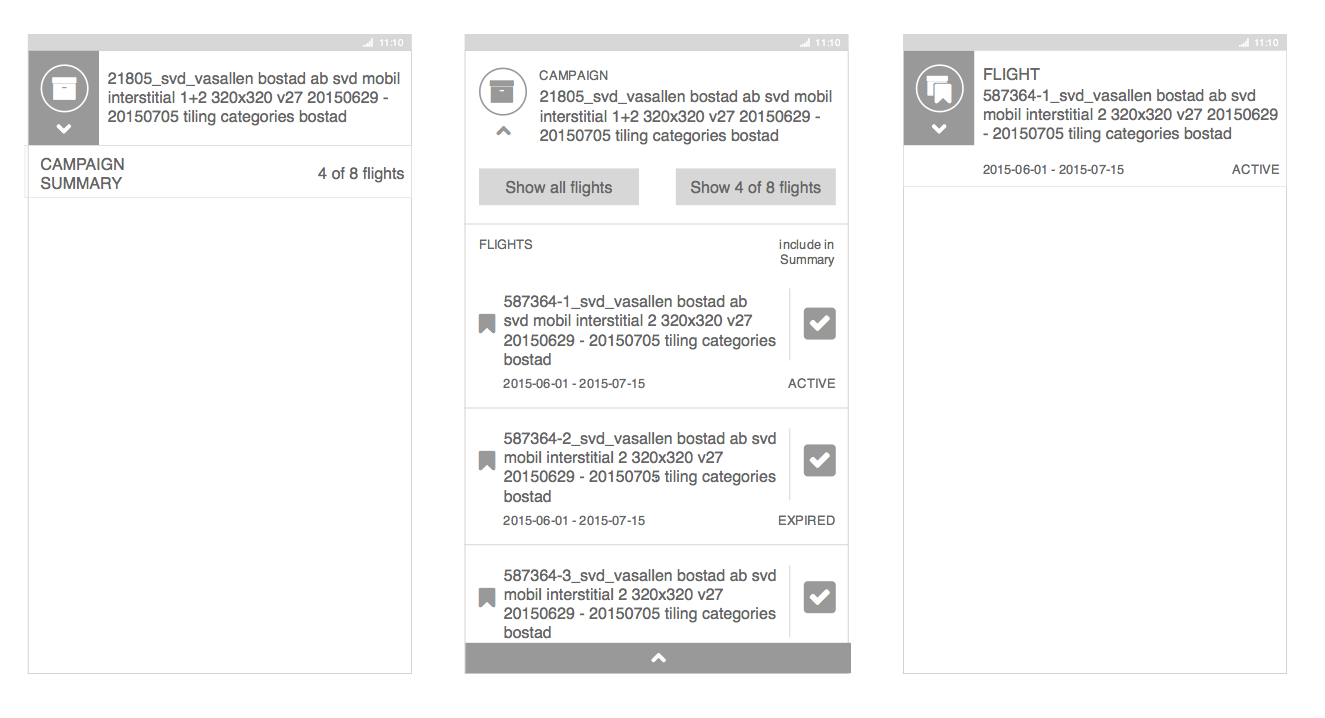 11:10
21805_svd_vasallen bostad ab svd mobil
interstitial 1+2 320x320 v27 20150629 -
20150705 tiling categories bostad
CAMPAIGN
SUMMARY
4 of 8 flights
11:10
CAMPAIGN
21805_svd_vasallen bostad ab svd mobil
interstitial 1+2 320x320 v27 20150629 -
20150705 tiling categories bostad
Show all flights
Show 4 of 8 flights
FLIGHTS
include in
Summary
587364-1_svd_vasallen bostad ab
svd mobil interstitial 2 320x320 v27
20150629 - 20150705 tiling categories
bostad
2015-06-01 - 2015-07-15
ACTIVE
587364-2_svd_vasallen bostad ab svd
mobil interstitial 2 320x320 v27
20150629 - 20150705 tiling categories
bostad
2015-06-01 - 2015-07-15
EXPIRED
587364-3_svd_vasallen bostad ab svd
mobil interstitial 2 320x320 v27
20150629 - 20150705 tiling categories
bostad
11:10
FLIGHT
587364-1_svd_vasallen bostad ab svd
mobil interstitial 2 320x320 v27 20150629
- 20150705 tiling categories bostad
2015-06-01 - 2015-07-15
ACTIVE